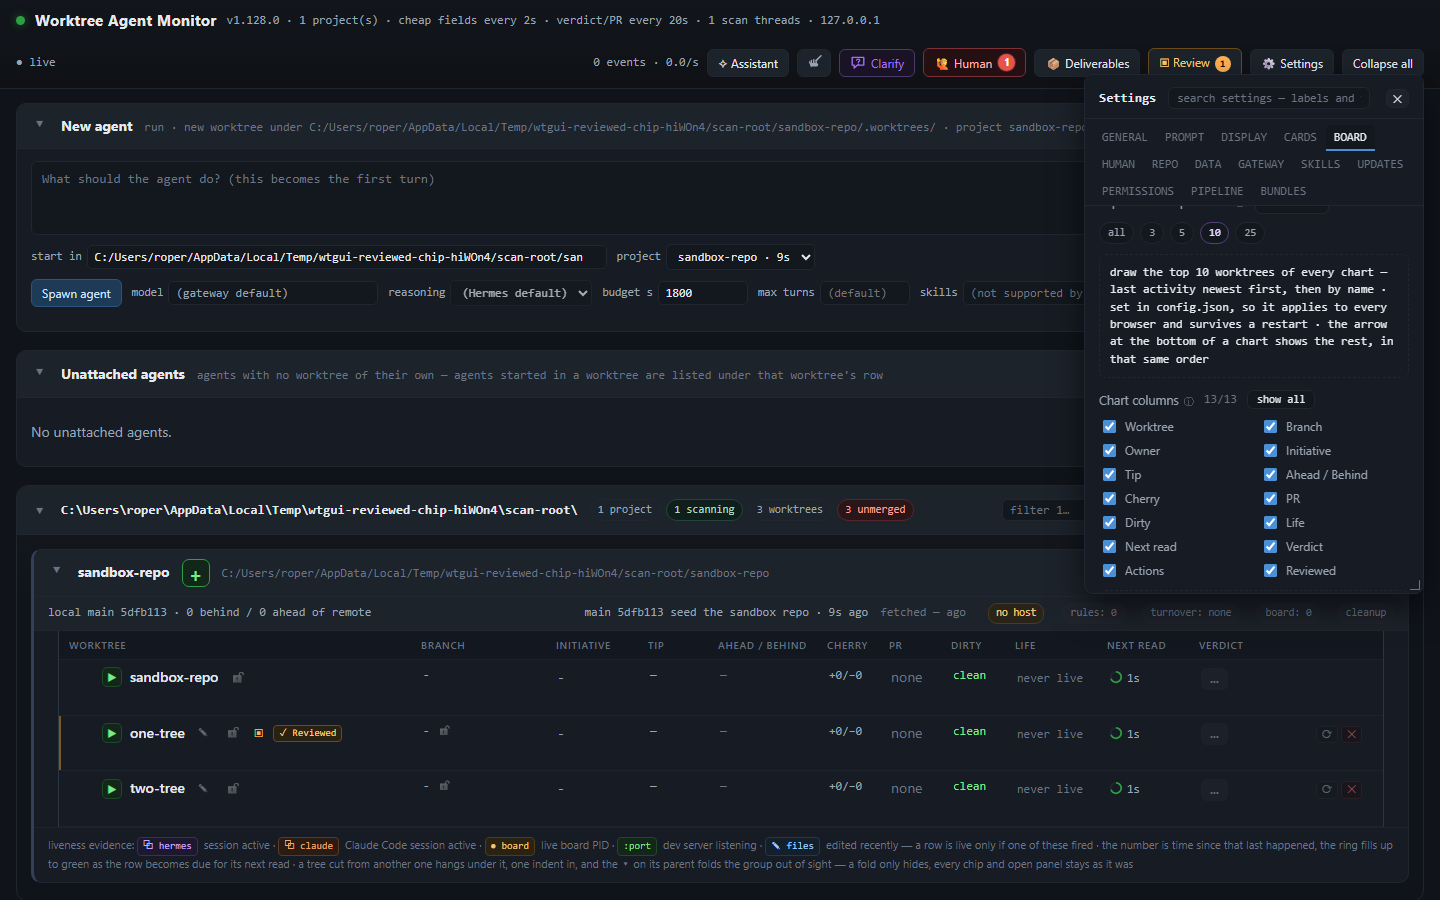 Worktree Agent Monitor v1.128.0 · 1 project(s) · cheap fields every 2s · verdict/PR every 20s · 1 scan threads · 127.0.0.1
live 0 events · 0.0/s Assistant Clarify Human 1 Deliverables Review 1 Settings Collapse all
Settings search settings — labels and
GENERAL PROMPT DISPLAY CARDS BOARD
HUMAN REPO DATA GATEWAY SKILLS UPDATES
PERMISSIONS PIPELINE BUNDLES
all 3 5 10 25
draw the top 10 worktrees of every chart —
last activity newest first, then by name ·
set in config.json, so it applies to every
browser and survives a restart · the arrow
at the bottom of a chart shows the rest, in
that same order
Chart columns 13/13 show all
Worktree Branch
Owner Initiative
Tip Ahead / Behind
Cherry PR
Dirty Life
Next read Verdict
Actions Reviewed
New agent run · new worktree under C:/Users/roper/AppData/Local/Temp/wtgui-reviewed-chip-hiWOn4/scan-root/sandbox-repo/.worktrees/ · project sandbox-repo
What should the agent do? (this becomes the first turn)
start in C:/Users/roper/AppData/Local/Temp/wtgui-reviewed-chip-hiWOn4/scan-root/san project sandbox-repo · 9s
Spawn agent model (gateway default) reasoning (Hermes default) budget s 1800 max turns (default) skills (not supported by
Unattached agents agents with no worktree of their own — agents started in a worktree are listed under that worktree's row
No unattached agents.
C:\Users\roper\AppData\Local\Temp\wtgui-reviewed-chip-hiWOn4\scan-root\ 1 project 1 scanning 3 worktrees 3 unmerged filter 1…
sandbox-repo + C:/Users/roper/AppData/Local/Temp/wtgui-reviewed-chip-hiWOn4/scan-root/sandbox-repo
local main 5dfb113 · 0 behind / 0 ahead of remote main 5dfb113 seed the sandbox repo · 9s ago fetched — ago no host rules: 0 turnover: none board: 0 cleanup
WORKTREE BRANCH INITIATIVE TIP AHEAD / BEHIND CHERRY PR DIRTY LIFE NEXT READ VERDICT
sandbox-repo - - — — +0/−0 none clean never live 1s …
one-tree ✓ Reviewed - - — — +0/−0 none clean never live 1s …
two-tree - - — — +0/−0 none clean never live 1s …
liveness evidence: hermes session active · claude Claude Code session active · board live board PID · :port dev server listening · files edited recently — a row is live only if one of these fired · the number is time since that last happened, the ring fills up
to green as the row becomes due for its next read · a tree cut from another one hangs under it, one indent in, and the ▾ on its parent folds the group out of sight — a fold only hides, every chip and open panel stays as it was